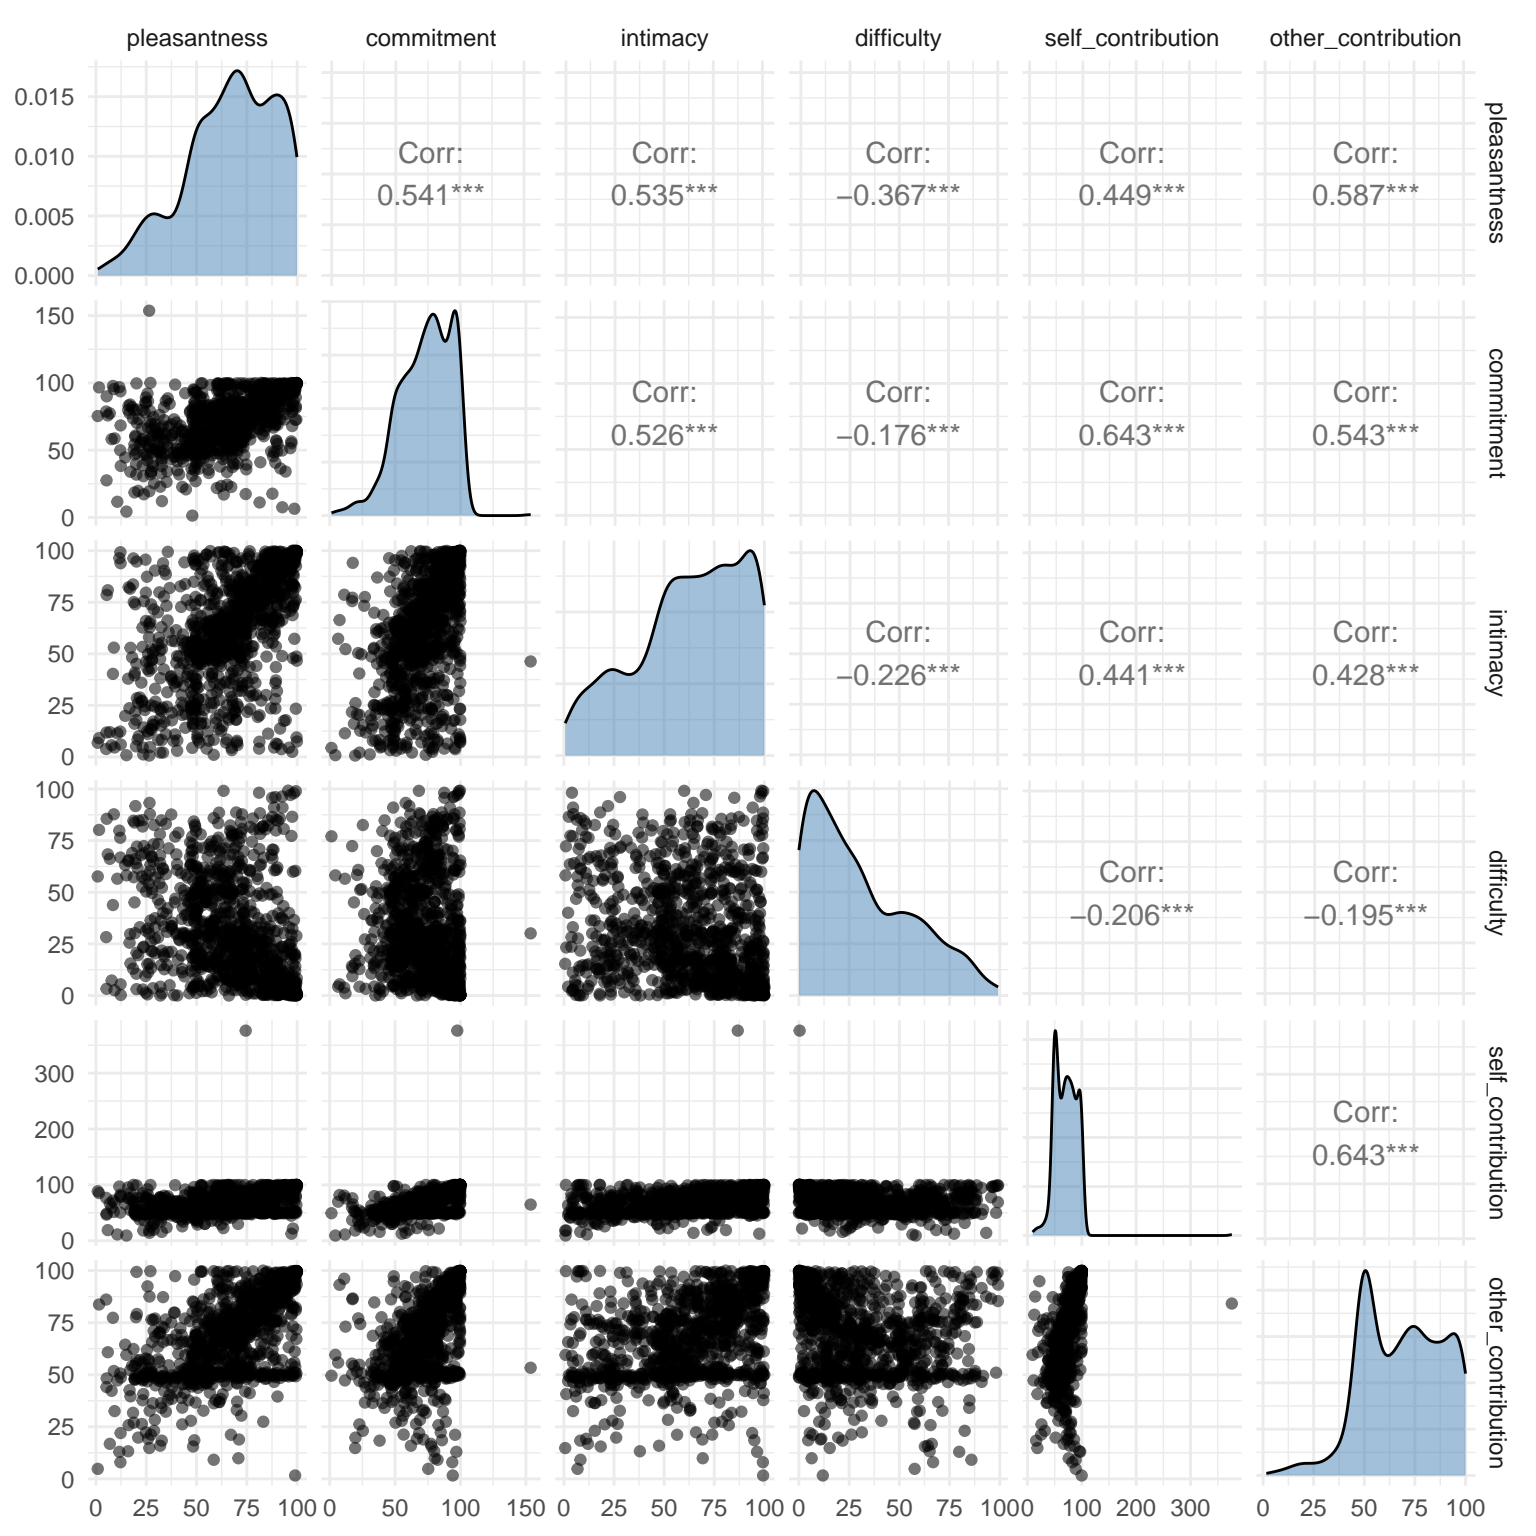 pleasantness commitment intimacy difficulty self_contribution other_contribution
0.015
0.010
0.005
0.000
Corr:
0.541***
Corr:
0.535***
Corr:
−0.367***
Corr:
0.449***
Corr:
0.587***
pleasantness
150
100
50
0
Corr:
0.526***
Corr:
−0.176***
Corr:
0.643***
Corr:
0.543***
commitment
100
75
50
25
0
Corr:
−0.226***
Corr:
0.441***
Corr:
0.428***
intimacy
100
75
50
25
0
Corr:
−0.206***
Corr:
−0.195***
difficulty
300
200
100
0
Corr:
0.643***
self_contribution
100
75
50
25
0
other_contribution
0 25 50 75 100 0 50 100 150 0 25 50 75 100 0 25 50 75 100 0 100 200 300 0 25 50 75 100